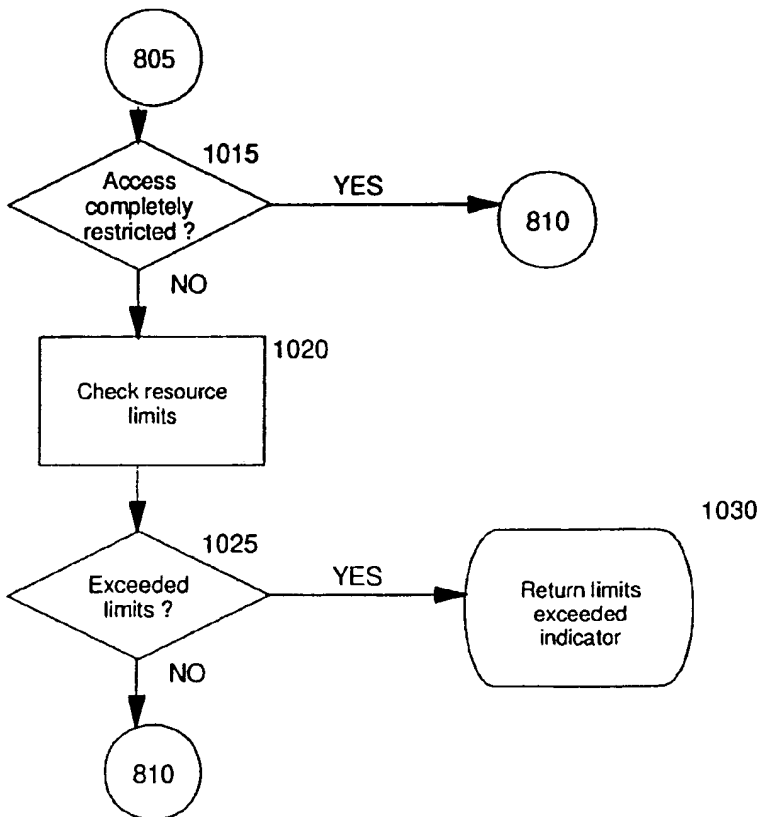 805
1015
Access
completely
restricted ?
YES
810
NO
1020
Check resource
limits
1030
1025
Exceeded
limits ?
YES
Return limits
exceeded
indicator
NO
810